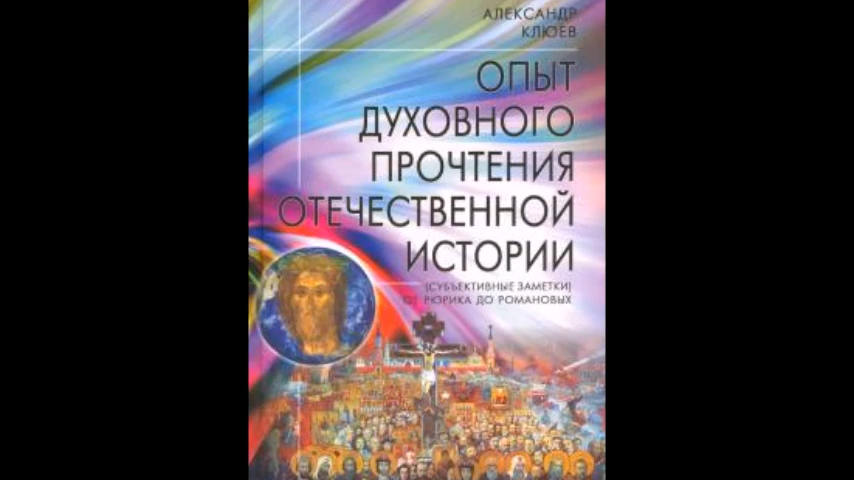 АЛЕКСАНДР
КЛЮЕВ
ОПЫТ
ДУХОВНОГО
ПРОЧТЕНИЯ
ОТЕЧЕСТВЕННОЙ
ИСТОРИИ
(СУБЪЕКТИВНЫЕ ЗАМЕТКИ)
ОТ РЮРИКА ДО РОМАНОВЫХ